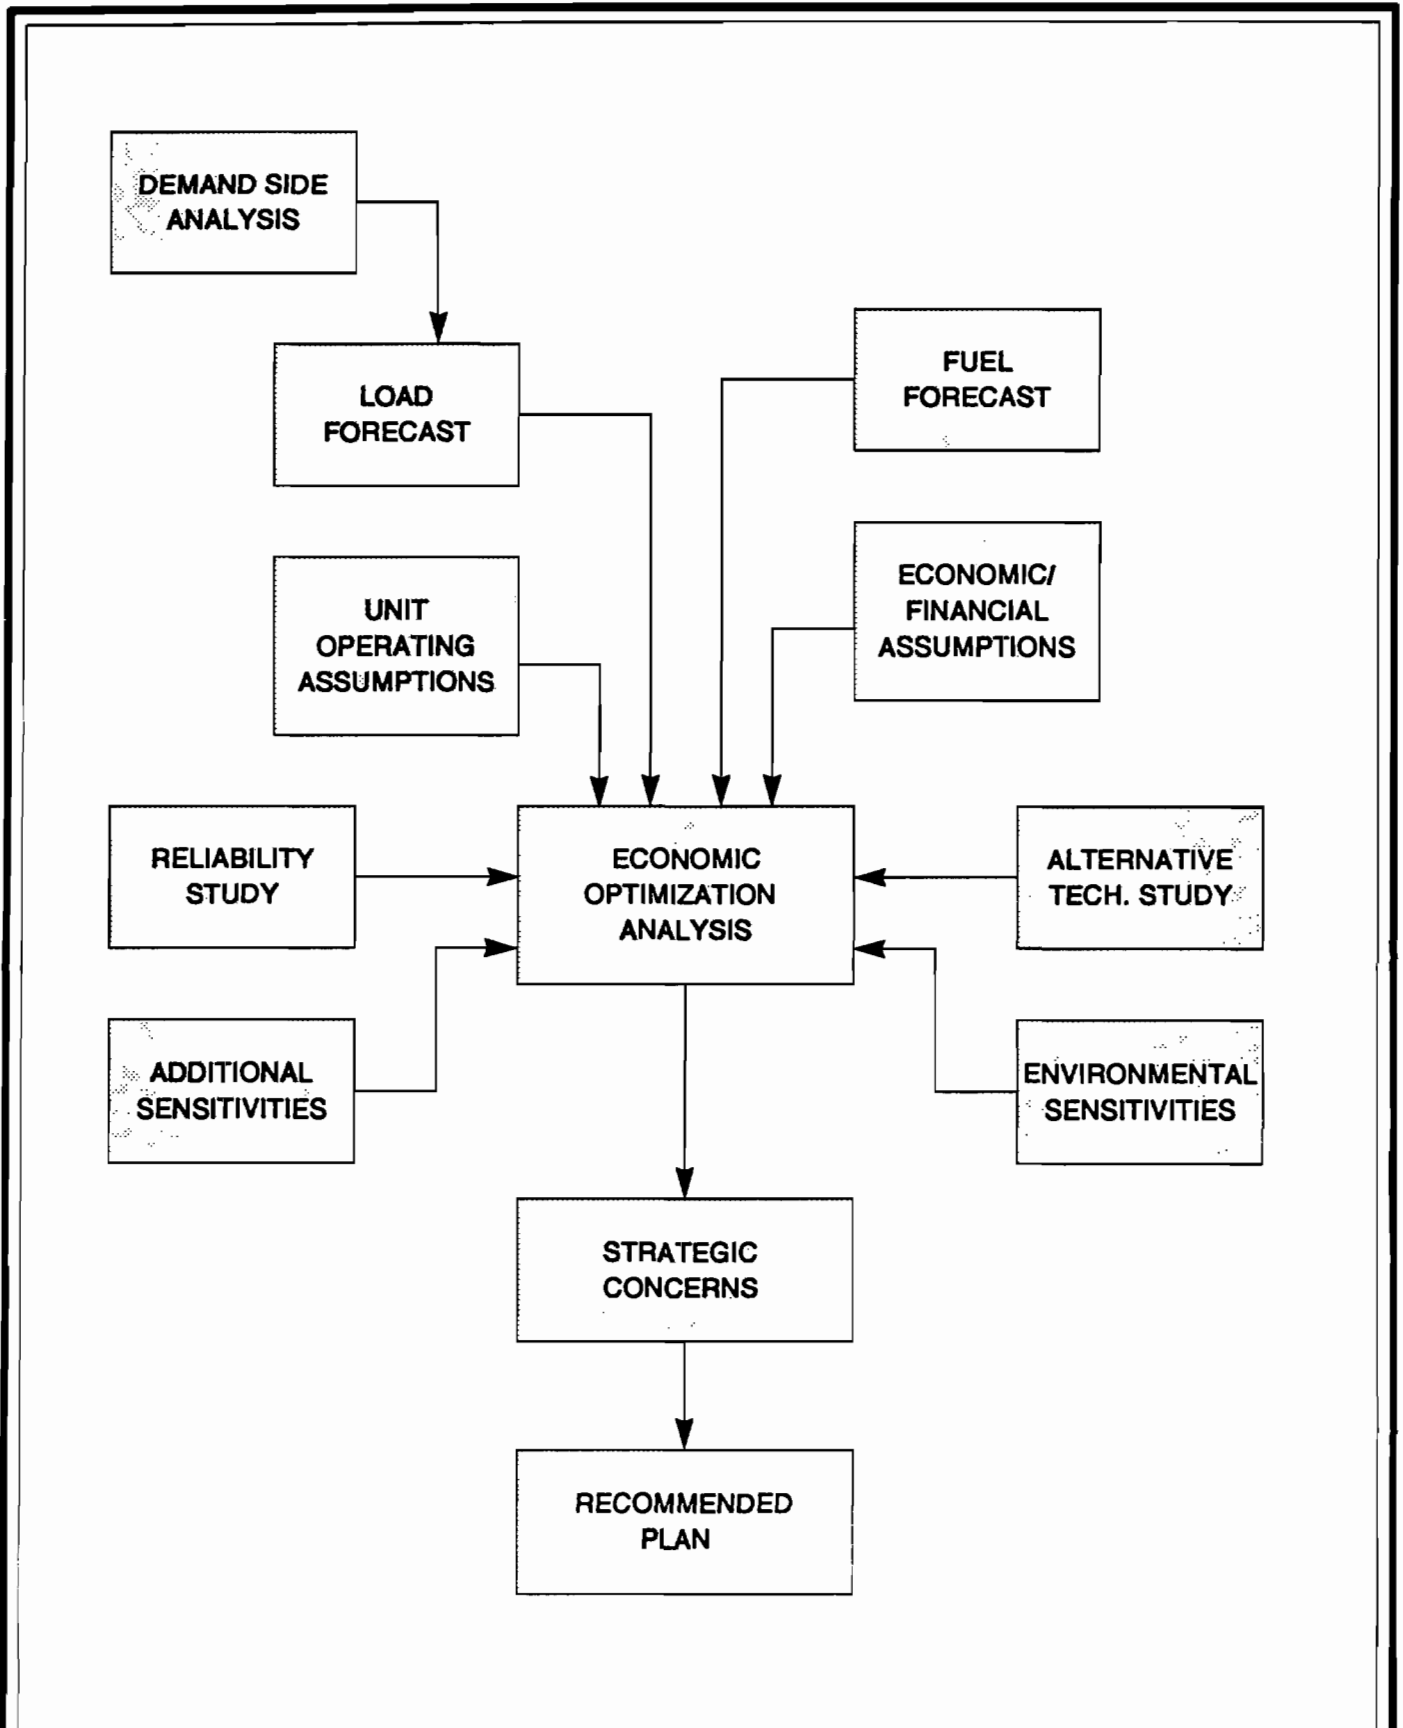 DEMAND SIDE
ANALYSIS
LOAD
FORECAST
FUEL
FORECAST
UNIT
OPERATING
ASSUMPTIONS
ECONOMIC/
FINANCIAL
ASSUMPTIONS
RELIABILITY
STUDY
ECONOMIC
OPTIMIZATION
ANALYSIS
ALTERNATIVE
TECH. STUDY
ADDITIONAL
SENSITIVITIES
ENVIRONMENTAL
SENSITIVITIES
STRATEGIC
CONCERNS
RECOMMENDED
PLAN